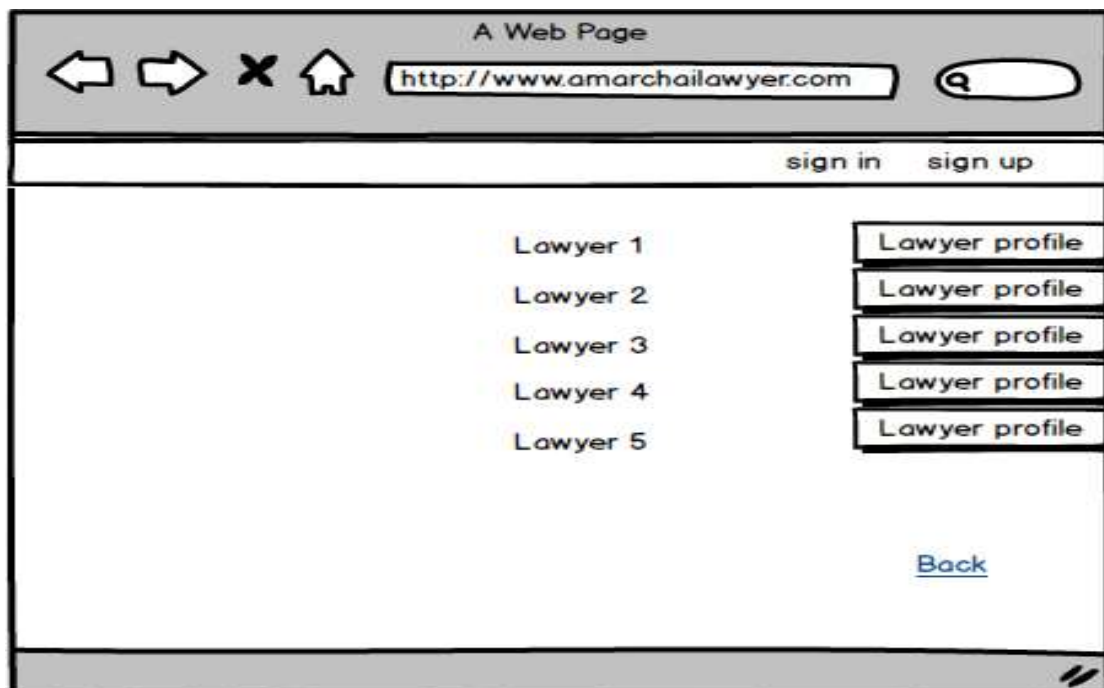 A Web Page
http://www.amarchailawyer.com
sign in sign up
Lawyer 1 Lawyer profile
Lawyer 2 Lawyer profile
Lawyer 3 Lawyer profile
Lawyer 4 Lawyer profile
Lawyer 5 Lawyer profile
Back